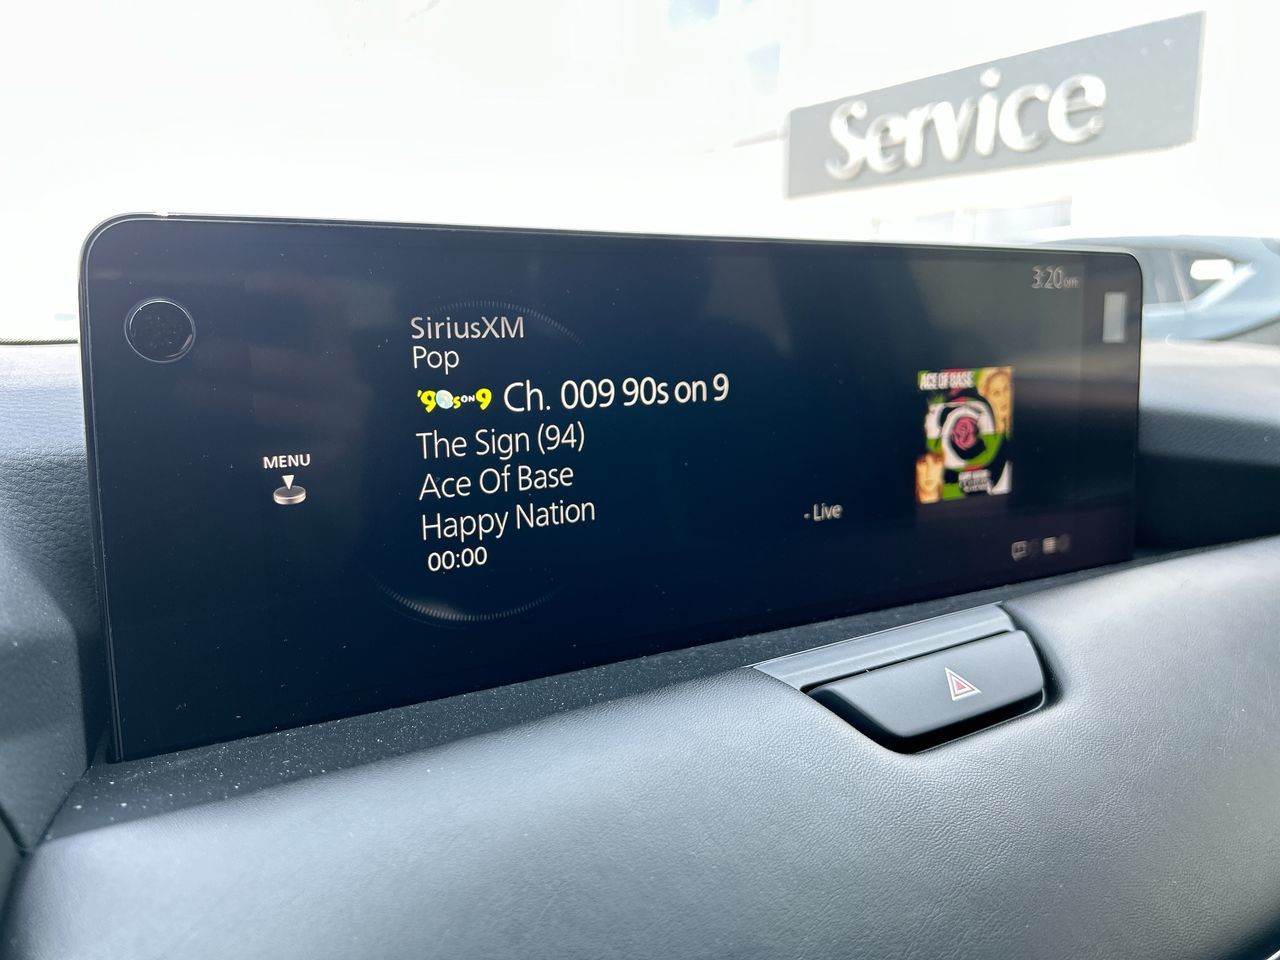 Service
3:20
SiriusXM
Pop
'90s ON 9 Ch. 009 90s on 9
The Sign (94)
Ace Of Base
Happy Nation
00:00
MENU
- Live
ACE OF BASE